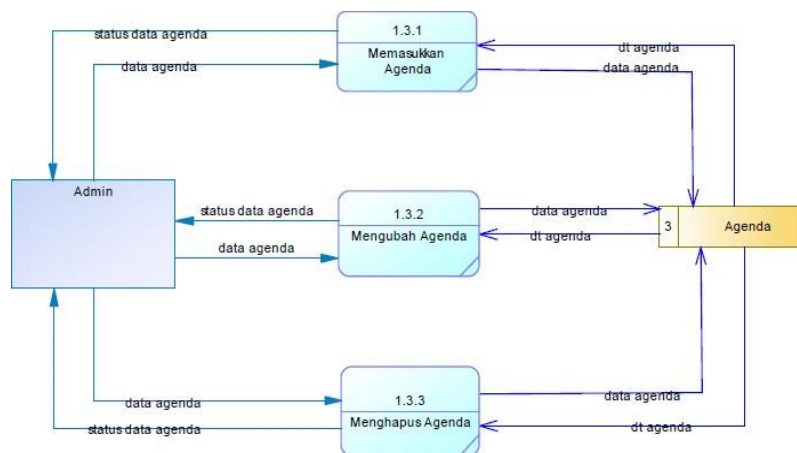 1.3.1
Memasukkan
Agenda
status data agenda
data agenda
dt agenda
data agenda
Admin
1.3.2
Mengubah Agenda
status data agenda
data agenda
data agenda
dt agenda
3
Agenda
1.3.3
Menghapus Agenda
data agenda
status data agenda
data agenda
dt agenda